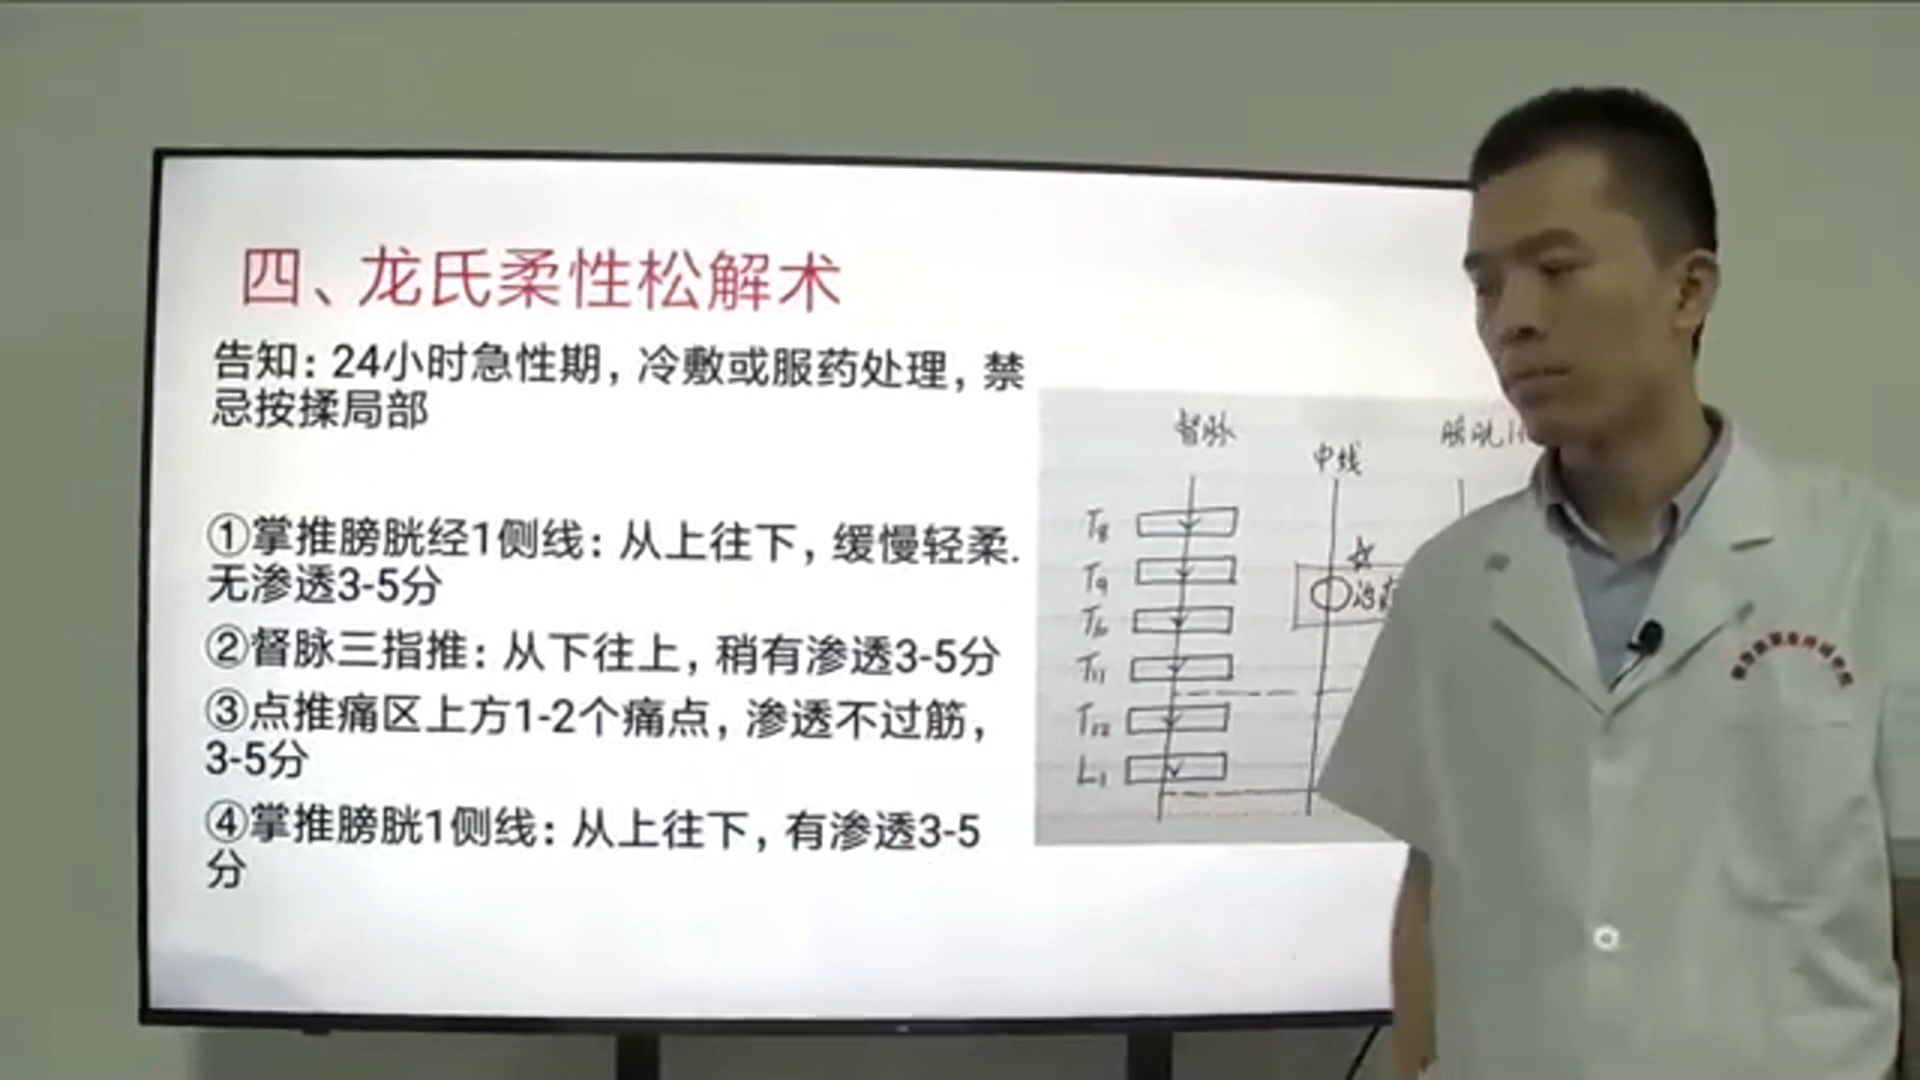 四、龙氏柔性松解术
告知：24小时急性期，冷敷或服药处理，禁
忌按揉局部
①掌推膀胱经1侧线：从上往下，缓慢轻柔.
无渗透3-5分
②督脉三指推：从下往上，稍有渗透3-5分
③点推痛区上方1-2个痛点，渗透不过筋，
3-5分
④掌推膀胱1侧线：从上往下，有渗透3-5
分
督脉
中线
膀胱1
T8
T9
T10
T11
T12
L1